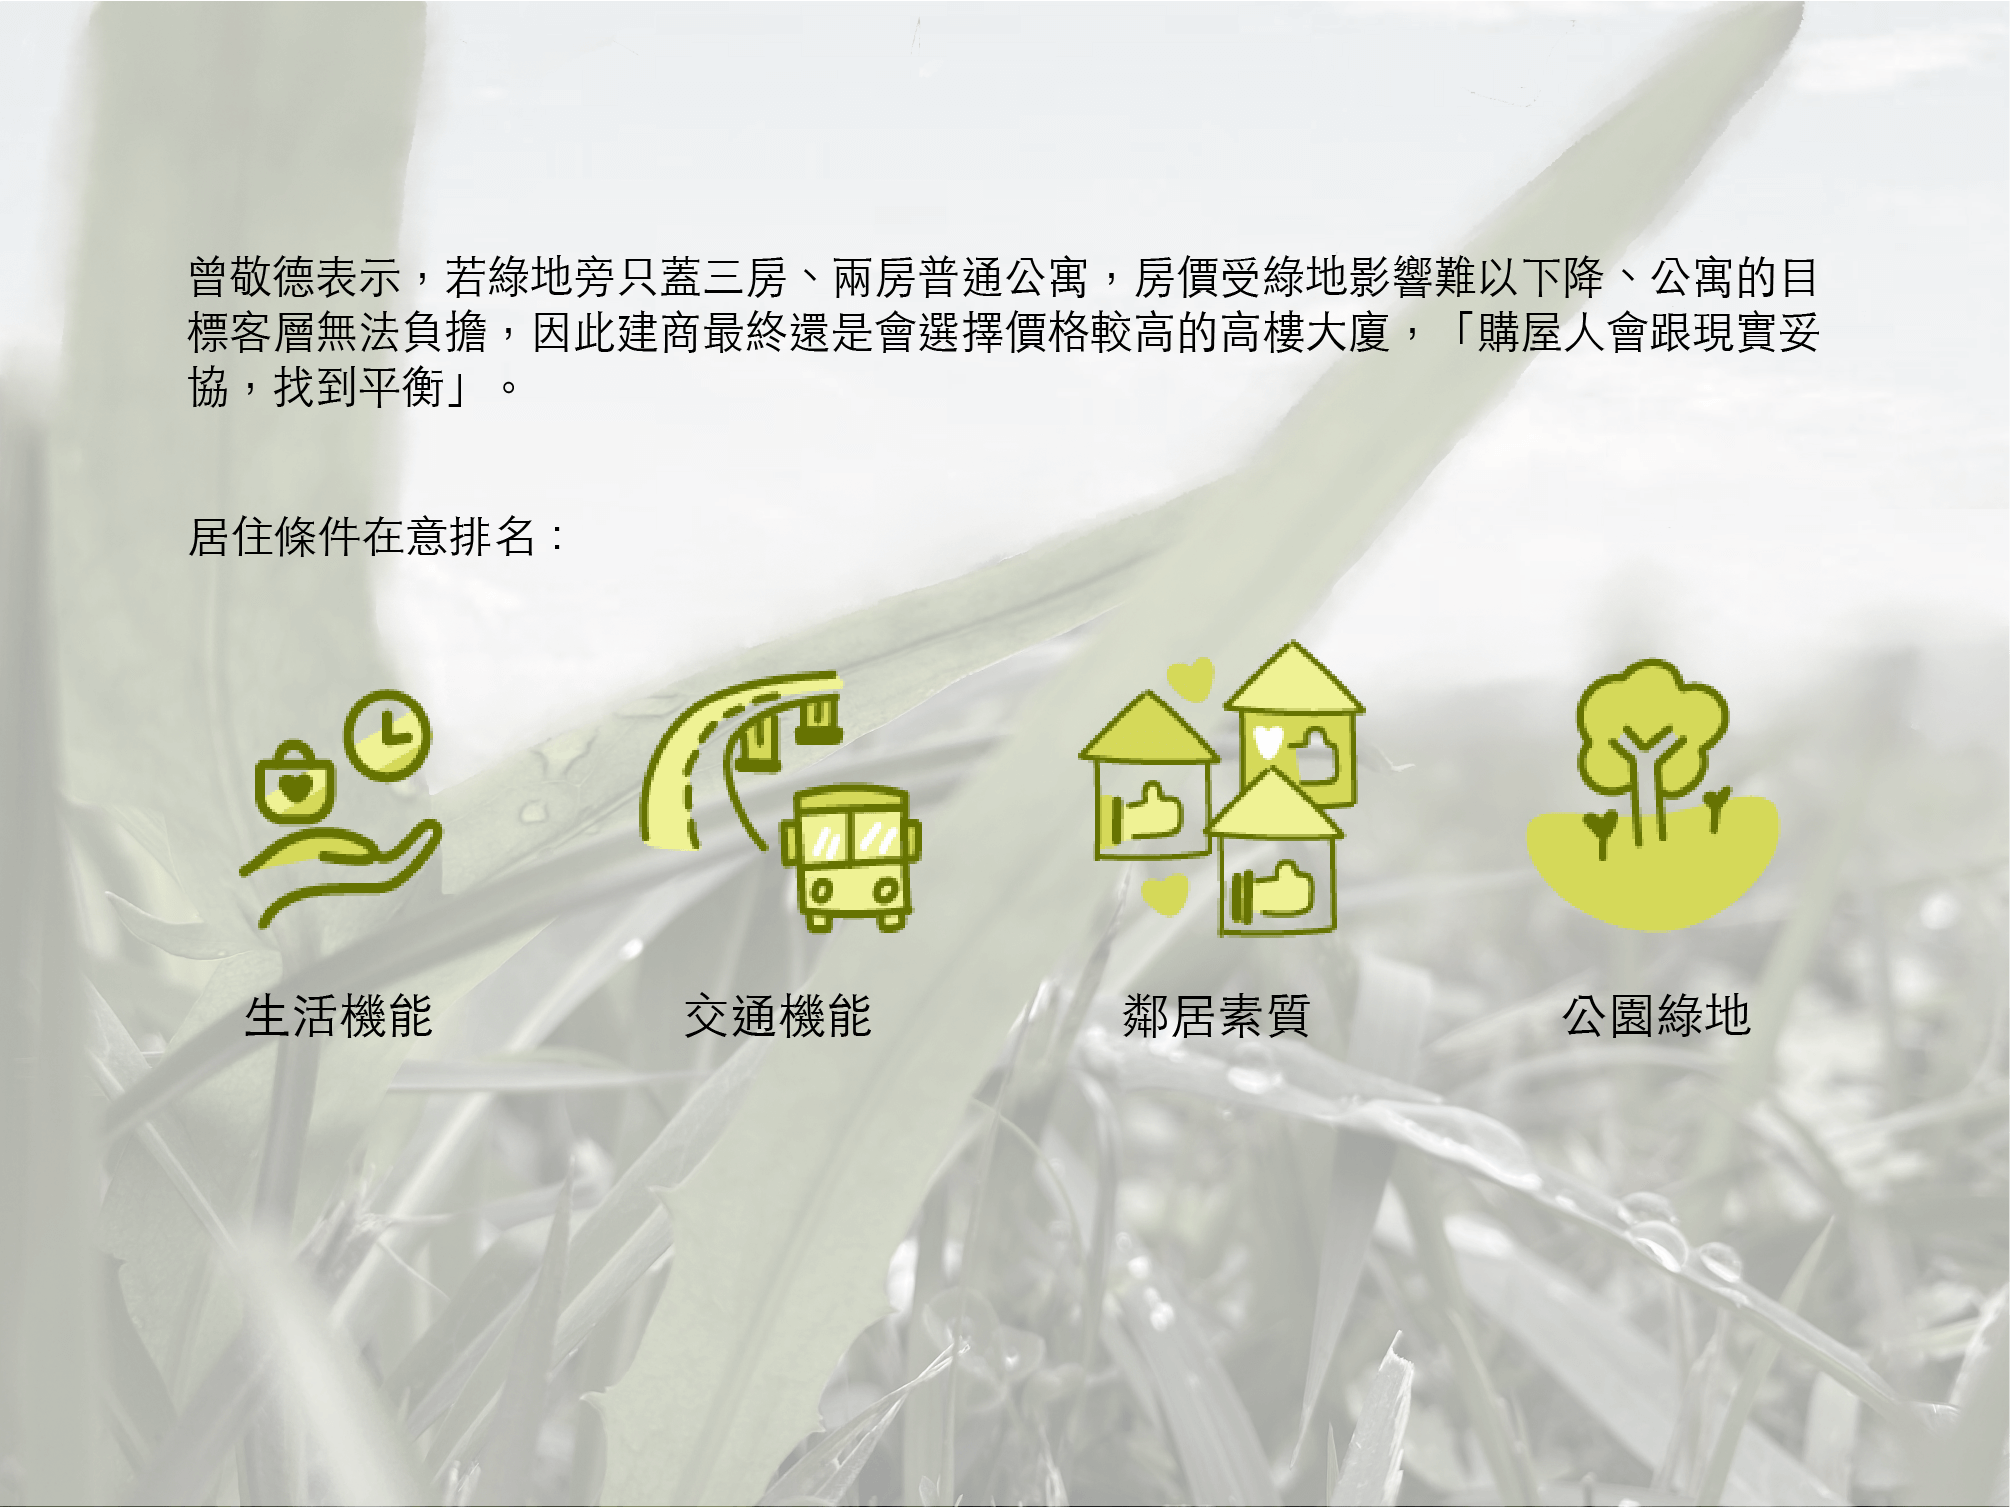 曾敬德表示，若綠地旁只蓋三房、兩房普通公寓，房價受綠地影響難以下降、公寓的目
標客層無法負擔，因此建商最終還是會選擇價格較高的高樓大廈，「購屋人會跟現實妥
協，找到平衡」。
居住條件在意排名：
生活機能
交通機能
鄰居素質
公園綠地